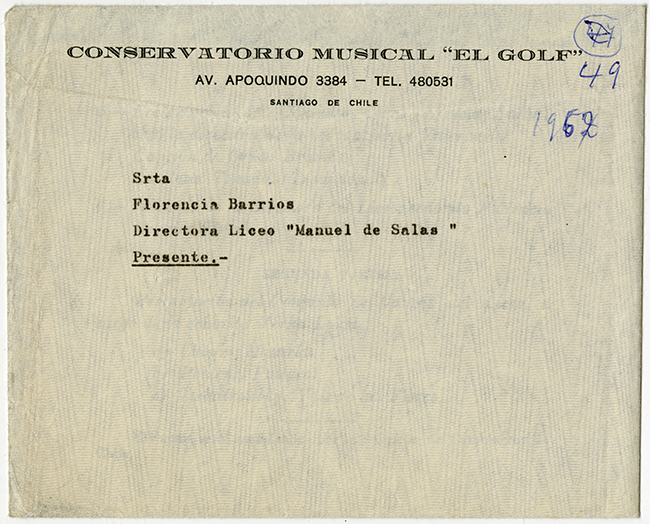 CONSERVATORIO MUSICAL "EL GOLF"
AV. APOQUINDO 3384 — TEL. 480531
SANTIAGO DE CHILE
49
1962
Srta
Florencia Barrios
Directora Liceo "Manuel de Salas "
Presente.-